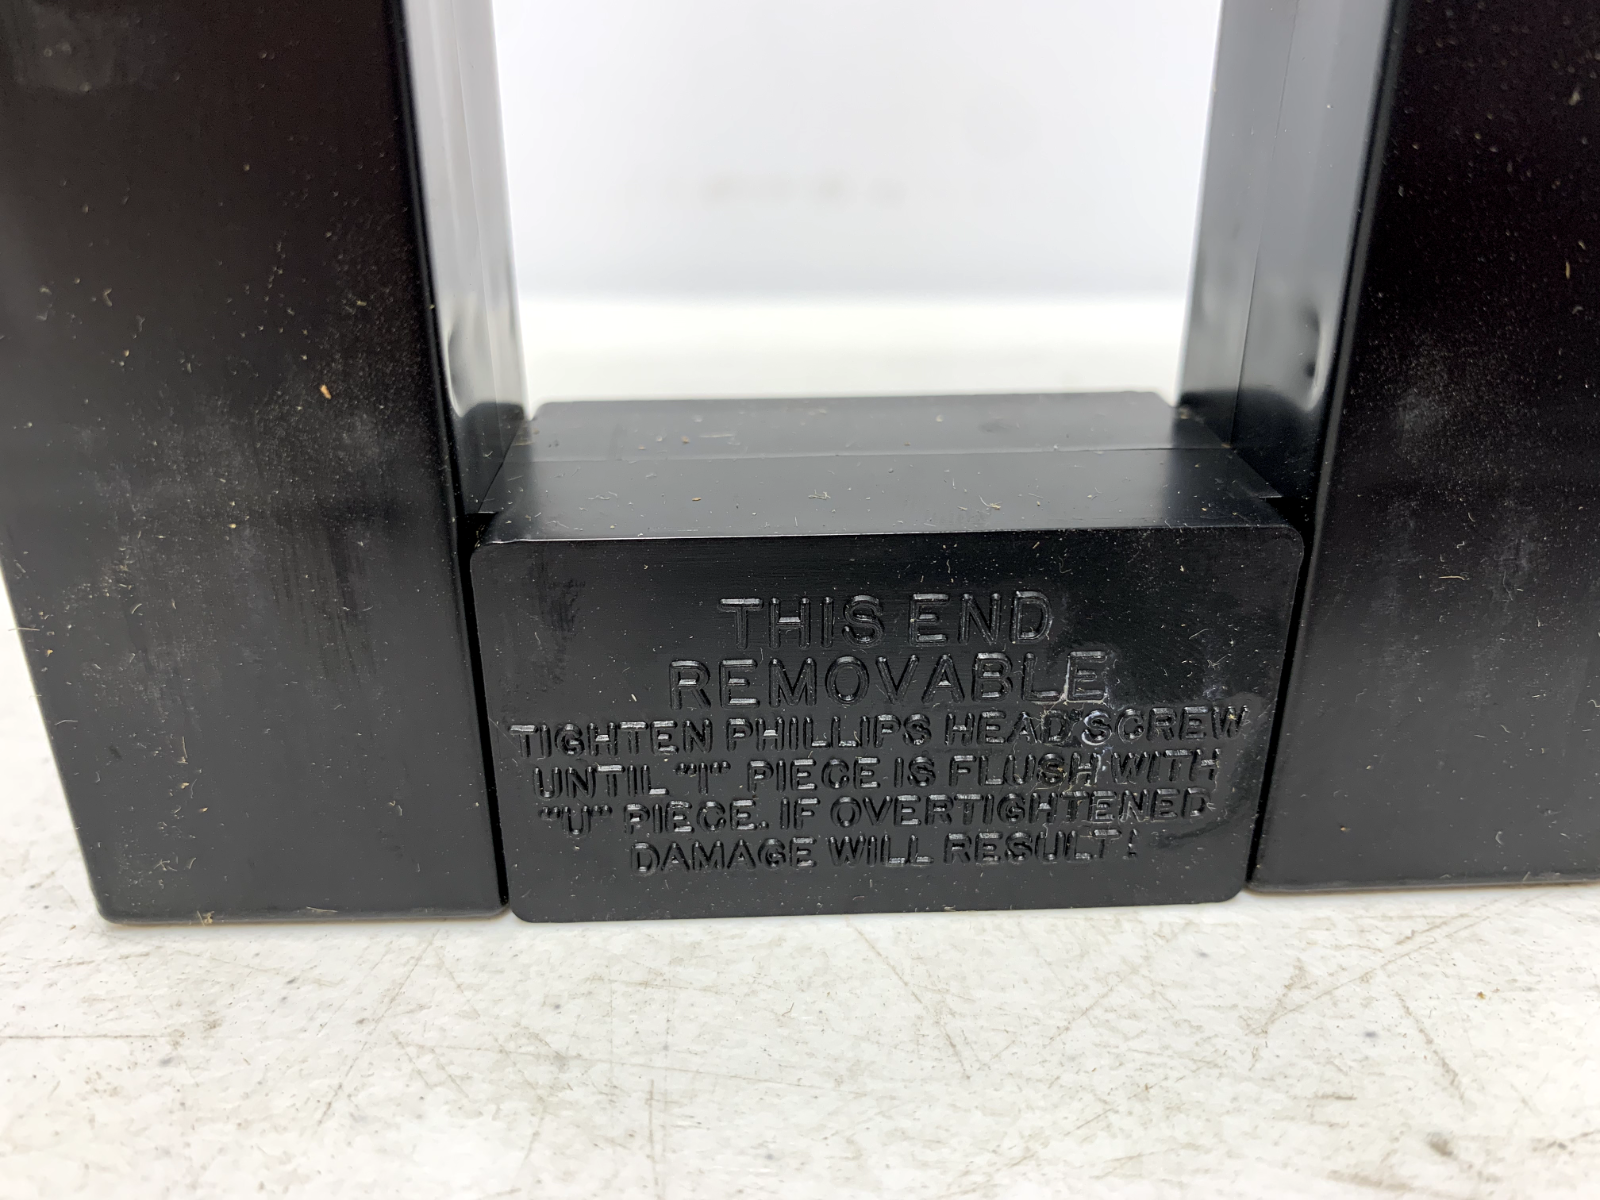 THIS END
REMOVABLE
TIGHTEN PHILLIPS HEAD SCREW
UNTIL "I" PIECE IS FLUSH WITH
"U" PIECE. IF OVERTIGHTENED
DAMAGE WILL RESULT!